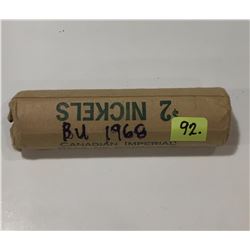 $2 NICKELS
BU 1968
92.
CANADIAN IMPERIAL